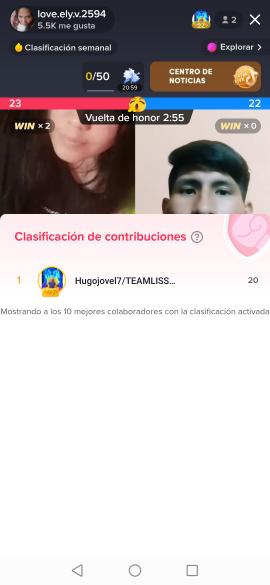 love.ely.v.2594
5.5K me gusta
2
Clasificación semanal
Explorar >
0/50
20:59
CENTRO DE
NOTICIAS
23
22
Vuelta de honor 2:55
WIN × 2
WIN × 0
Clasificación de contribuciones ?
1
Hugojovel7/TEAMLISS...
20
Mostrando a los 10 mejores colaboradores con la clasificación activada